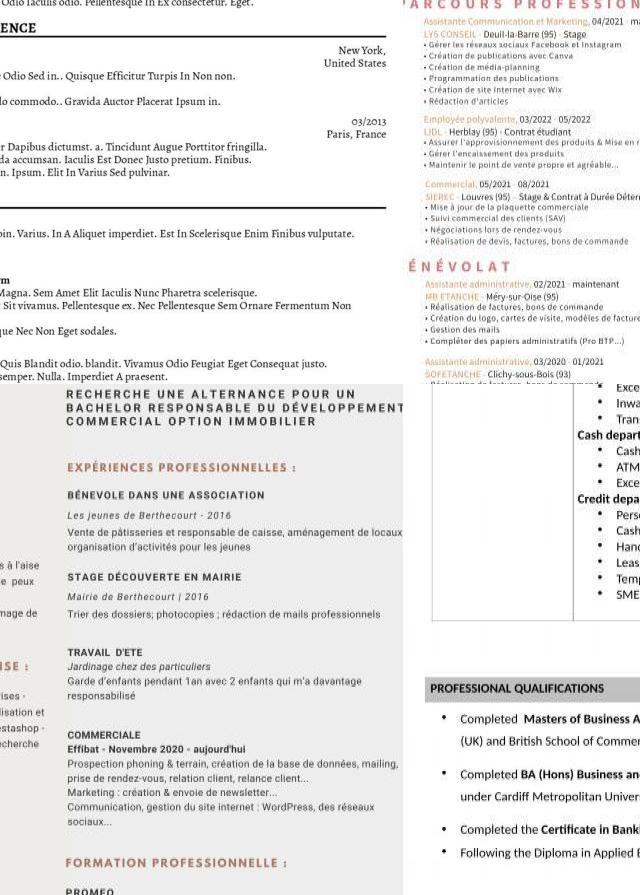 Odio Iaculis odio. Pellentesque In Ex consectetur. Eget.
ENCE
New York,
United States
e Odio Sed in.. Quisque Efficitur Turpis In Non non.
lo commodo.. Gravida Auctor Placerat Ipsum in.
03/2013
Paris, France
r Dapibus dictumst. a. Tincidunt Augue Porttitor fringilla.
da accumsan. Iaculis Est Donec Justo pretium. Finibus.
n. Ipsum. Elit In Varius Sed pulvinar.
oin. Varius. In A Aliquet imperdiet. Est In Scelerisque Enim Finibus vulputate.
m
Magna. Sem Amet Elit Iaculis Nunc Pharetra scelerisque.
Sit vivamus. Pellentesque ex. Nec Pellentesque Sem Ornare Fermentum Non
que Nec Non Eget sodales.
Quis Blandit odio. blandit. Vivamus Odio Feugiat Eget Consequat justo.
semper. Nulla. Imperdiet A praesent.
PARCOURS PROFESSION
Assistante Communication et Marketing, 04/2021 - ma
LYS CONSEIL - Deuil-la-Barre (95) - Stage
• Gérer les réseaux sociaux Facebook et Instagram
• Création de publications avec Canva
• Création de média-planning
• Programmation des publications
• Création de site Internet avec Wix
• Rédaction d'articles
Employée polyvalente, 03/2022 - 05/2022
LIDL - Herblay (95) - Contrat étudiant
• Assurer l'approvisionnement des produits & Mise en r
• Gérer l'encaissement des produits
• Maintenir le point de vente propre et agréable...
Commercial, 05/2021 - 08/2021
SIEREC - Louvres (95) - Stage & Contrat à Durée Déter
• Mise à jour de la plaquette commerciale
• Suivi commercial des clients (SAV)
• Négociations lors de rendez-vous
• Réalisation de devis, factures, bons de commande
ÉNÉVOLAT
Assistante administrative, 02/2021 - maintenant
MB ETANCHE - Méry-sur-Oise (95)
• Réalisation de factures, bons de commande
• Création du logo, cartes de visite, modèles de facture
• Gestion des mails
• Compléter des papiers administratifs (Pro BTP...)
Assistante administrative, 03/2020 - 01/2021
SOFETANCHE - Clichy-sous-Bois (93)
RECHERCHE UNE ALTERNANCE POUR UN
BACHELOR RESPONSABLE DU DÉVELOPPEMENT
COMMERCIAL OPTION IMMOBILIER
EXPÉRIENCES PROFESSIONNELLES :
BÉNEVOLE DANS UNE ASSOCIATION
Les jeunes de Berthecourt - 2016
Vente de pâtisseries et responsable de caisse, aménagement de locaux
organisation d'activités pour les jeunes
STAGE DÉCOUVERTE EN MAIRIE
Mairie de Berthecourt | 2016
Trier des dossiers; photocopies ; rédaction de mails professionnels
TRAVAIL D'ETE
Jardinage chez des particuliers
Garde d'enfants pendant 1an avec 2 enfants qui m'a davantage
responsabilisé
COMMERCIALE
Effibat - Novembre 2020 - aujourd'hui
Prospection phoning & terrain, création de la base de données, mailing,
prise de rendez-vous, relation client, relance client...
Marketing : création & envoie de newsletter...
Communication, gestion du site internet : WordPress, des réseaux
sociaux...
FORMATION PROFESSIONNELLE :
PROMEO
s à l'aise
e peux
mage de
ISE :
ises -
lisation et
estashop -
echerche
• Exce
• Inwa
• Tran
Cash depart
• Cash
• ATM
• Exce
Credit depa
• Pers
• Cash
• Hand
• Leas
• Temp
• SME
PROFESSIONAL QUALIFICATIONS
• Completed Masters of Business A
(UK) and British School of Commer
• Completed BA (Hons) Business an
under Cardiff Metropolitan Univers
• Completed the Certificate in Banki
• Following the Diploma in Applied B